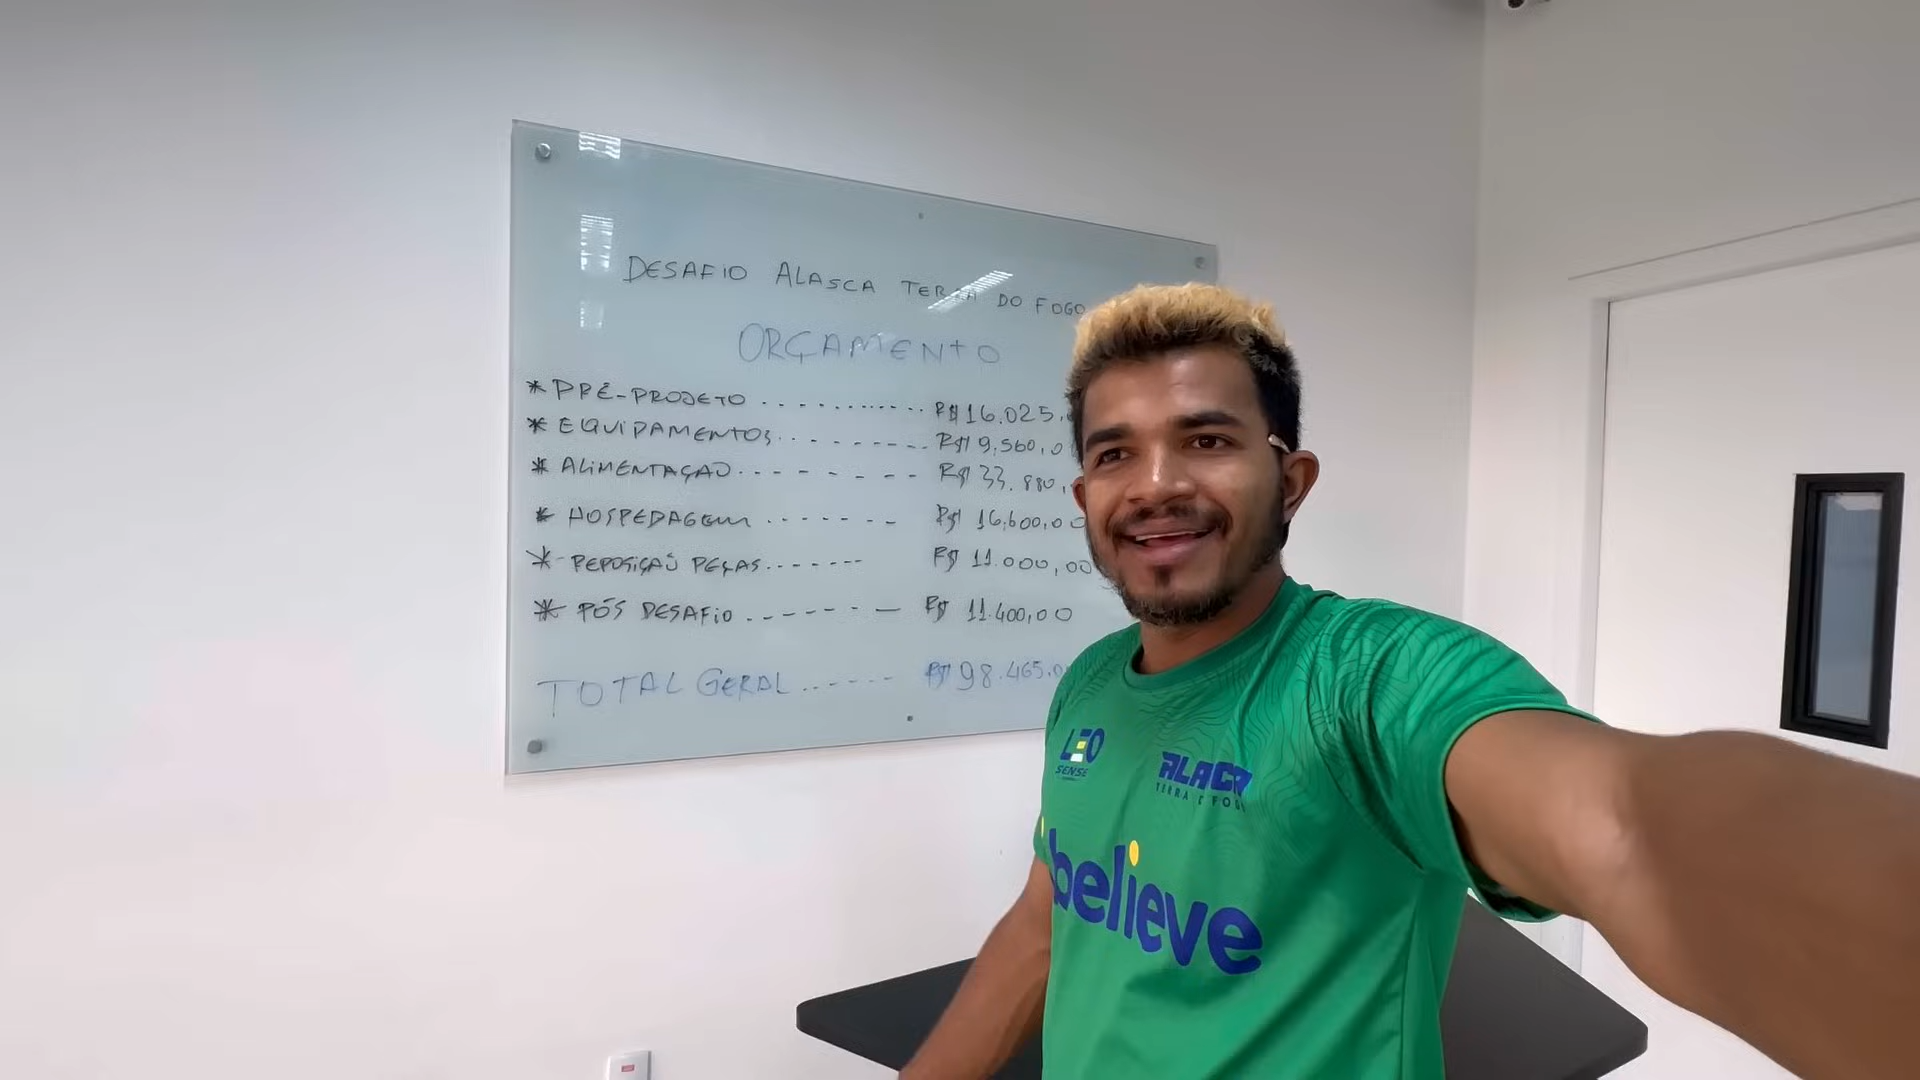 DESAFIO ALASCA TERRA DO FOGO
ORÇAMENTO
* PRÉ-PROJETO .......... R$ 16.025,
* EQUIPAMENTOS.......... R$ 9.560,0
* ALIMENTAÇÃO.......... R$ 33.880,
* HOSPEDAGEM ....... R$ 16.600,00
* REPOSIÇÃO PEÇAS....... R$ 11.000,00
* PÓS DESAFIO ....... R$ 11.400,00
TOTAL GERAL ....... R$ 98.465,0
LEO
SENSE
ALASCA
TERRA D FOGO
believe